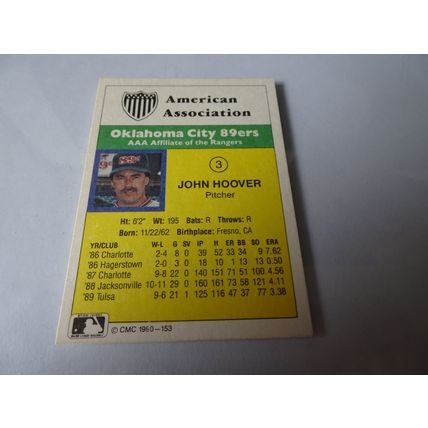 American
Association
Oklahoma City 89ers
AAA Affiliate of the Rangers
3
JOHN HOOVER
Pitcher
Ht: 6'2" Wt: 195 Bats: R Throws: R
Born: 11/22/62 Birthplace: Fresno, CA
YR/CLUB W-L G SV IP H ER BB SO ERA
'86 Charlotte 2-4 8 0 39 52 33 34 9 7.62
'86 Hagerstown 2-0 3 0 18 10 1 13 13 0.50
'87 Charlotte 9-8 22 0 140 151 71 51 100 4.56
'88 Jacksonville 10-11 29 0 160 161 75 75 91 4.22
'89 Tulsa 9-6 21 1 125 116 47 37 77 3.38
© CMC 1990-153